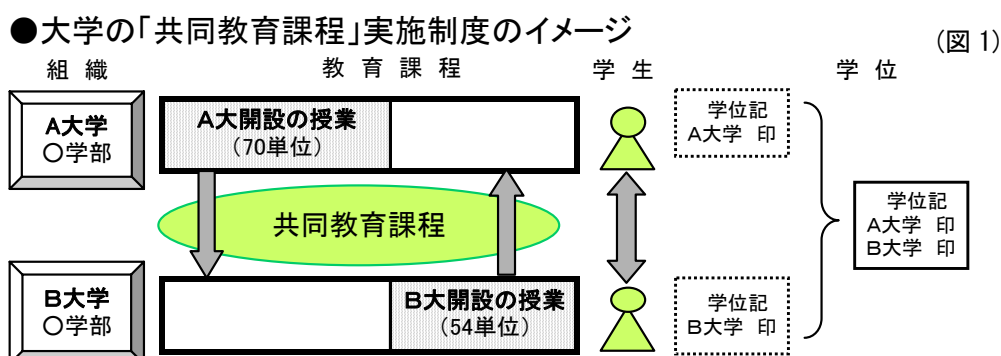 ●大学の「共同教育課程」実施制度のイメージ
(図1)
組 織
教 育 課 程
学 生
学 位
A大学
○学部
A大開設の授業
(70単位)
学位記
A大学 印
共同教育課程
学位記
A大学 印
B大学 印
B大学
○学部
B大開設の授業
(54単位)
学位記
B大学 印